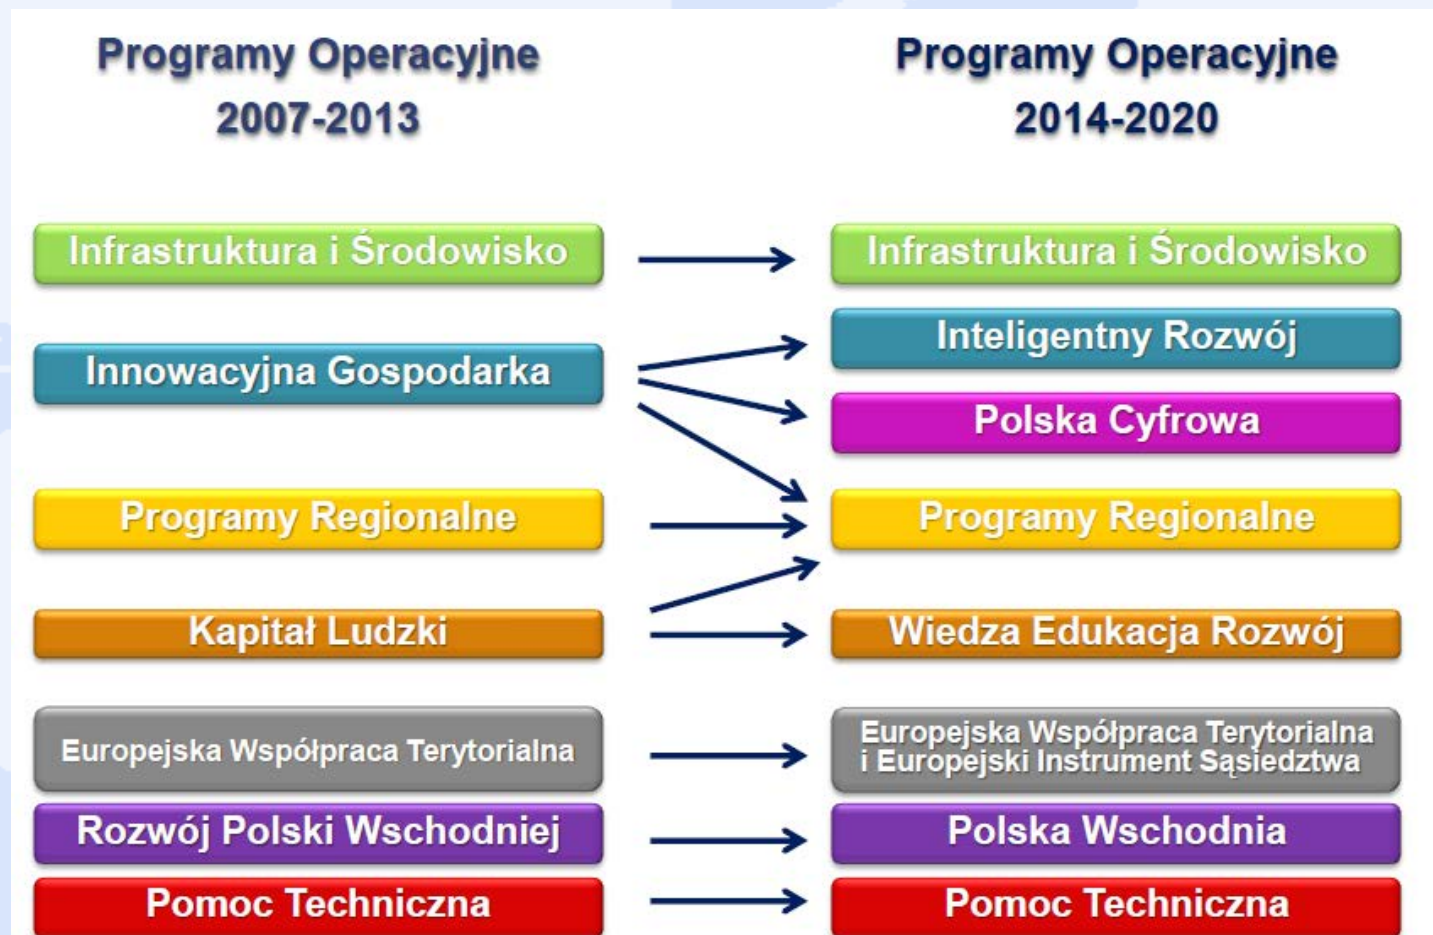 Programy Operacyjne
2007-2013
Programy Operacyjne
2014-2020
Infrastruktura i Środowisko
Infrastruktura i Środowisko
Innowacyjna Gospodarka
Inteligentny Rozwój
Polska Cyfrowa
Programy Regionalne
Programy Regionalne
Kapitał Ludzki
Wiedza Edukacja Rozwój
Europejska Współpraca Terytorialna
Europejska Współpraca Terytorialna
i Europejski Instrument Sąsiedztwa
Rozwój Polski Wschodniej
Polska Wschodnia
Pomoc Techniczna
Pomoc Techniczna